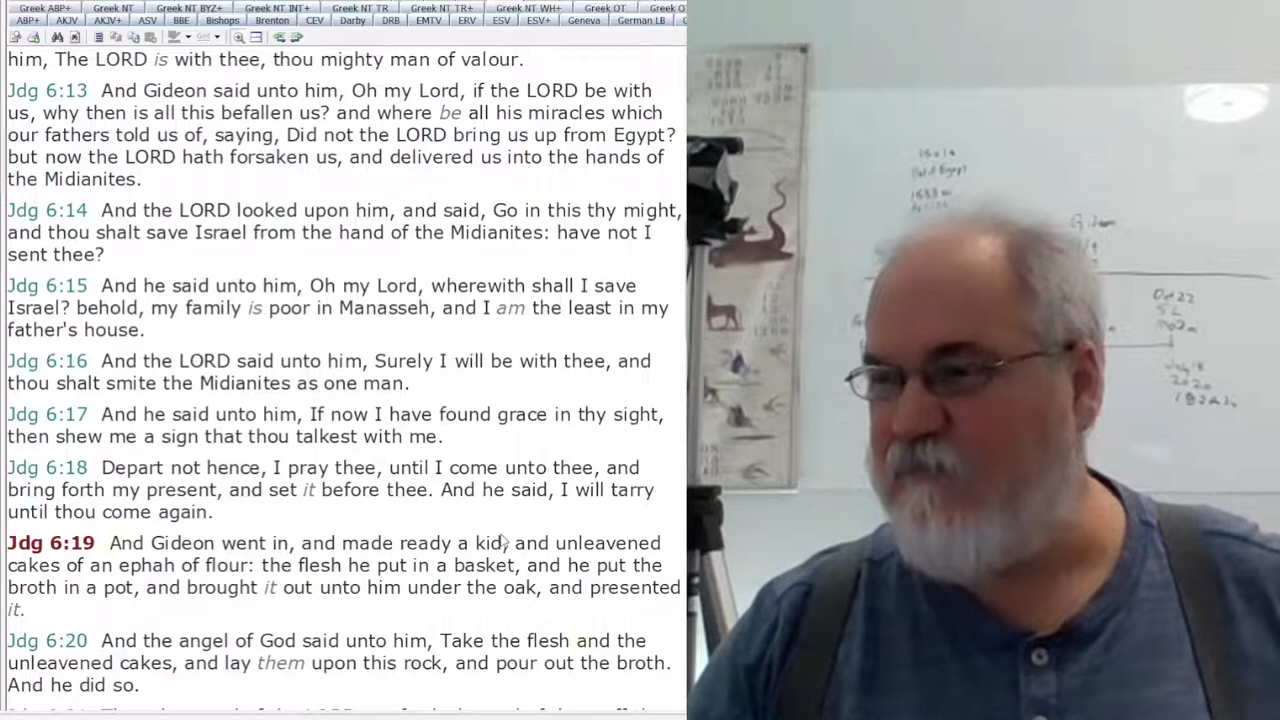 Greek ABP+ Greek NT Greek NT BYZ+ Greek NT INT+ Greek NT TR Greek NT TR+ Greek NT WH+ Greek OT
ABP+ AKJV AKJV+ ASV BBE Bishops Brenton CEV Darby DRB EMTV ERV ESV ESV+ Geneva German LB
him, The LORD is with thee, thou mighty man of valour.
Jdg 6:13 And Gideon said unto him, Oh my Lord, if the LORD be with
us, why then is all this befallen us? and where be all his miracles which
our fathers told us of, saying, Did not the LORD bring us up from Egypt?
but now the LORD hath forsaken us, and delivered us into the hands of
the Midianites.
Jdg 6:14 And the LORD looked upon him, and said, Go in this thy might,
and thou shalt save Israel from the hand of the Midianites: have not I
sent thee?
Jdg 6:15 And he said unto him, Oh my Lord, wherewith shall I save
Israel? behold, my family is poor in Manasseh, and I am the least in my
father's house.
Jdg 6:16 And the LORD said unto him, Surely I will be with thee, and
thou shalt smite the Midianites as one man.
Jdg 6:17 And he said unto him, If now I have found grace in thy sight,
then shew me a sign that thou talkest with me.
Jdg 6:18 Depart not hence, I pray thee, until I come unto thee, and
bring forth my present, and set it before thee. And he said, I will tarry
until thou come again.
Jdg 6:19 And Gideon went in, and made ready a kid, and unleavened
cakes of an ephah of flour: the flesh he put in a basket, and he put the
broth in a pot, and brought it out unto him under the oak, and presented
it.
Jdg 6:20 And the angel of God said unto him, Take the flesh and the
unleavened cakes, and lay them upon this rock, and pour out the broth.
And he did so.
Egypt
Oct 22
July 18
2020